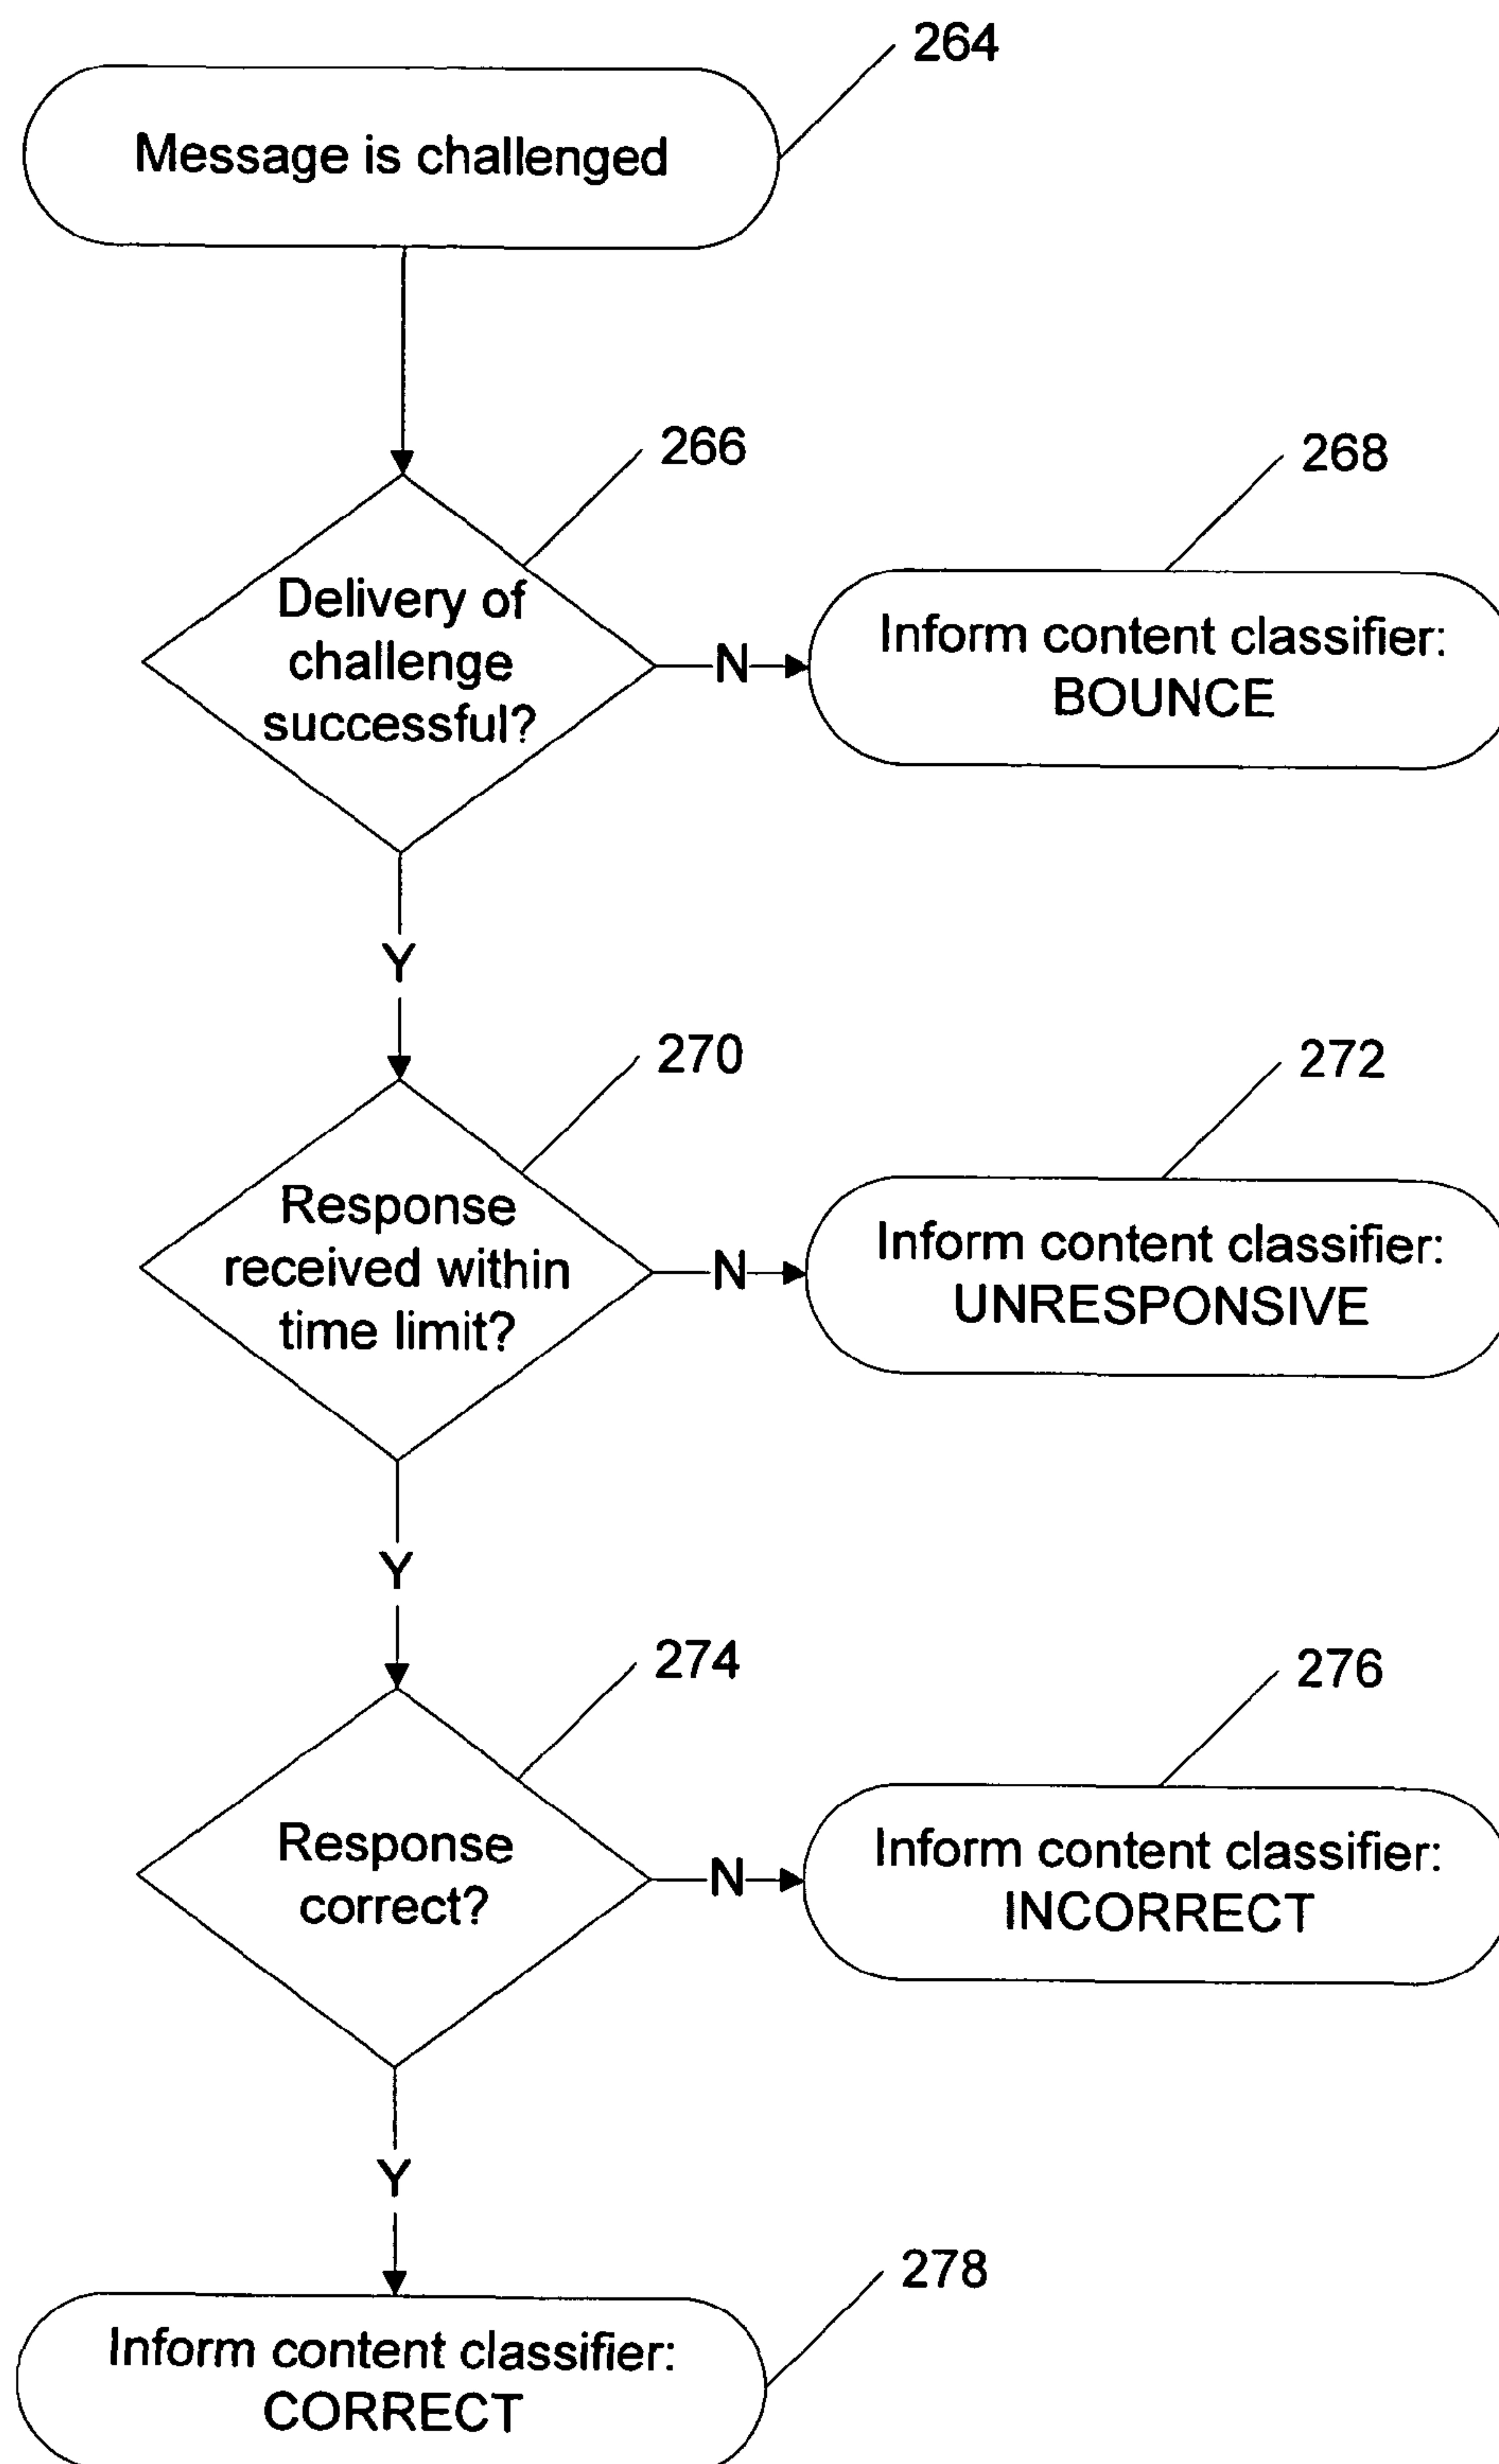 264
Message is challenged
266
268
Delivery of
challenge
successful?
N
Inform content classifier:
BOUNCE
Y
270
272
Response
received within
time limit?
N
Inform content classifier:
UNRESPONSIVE
Y
274
276
Response
correct?
N
Inform content classifier:
INCORRECT
Y
278
Inform content classifier:
CORRECT